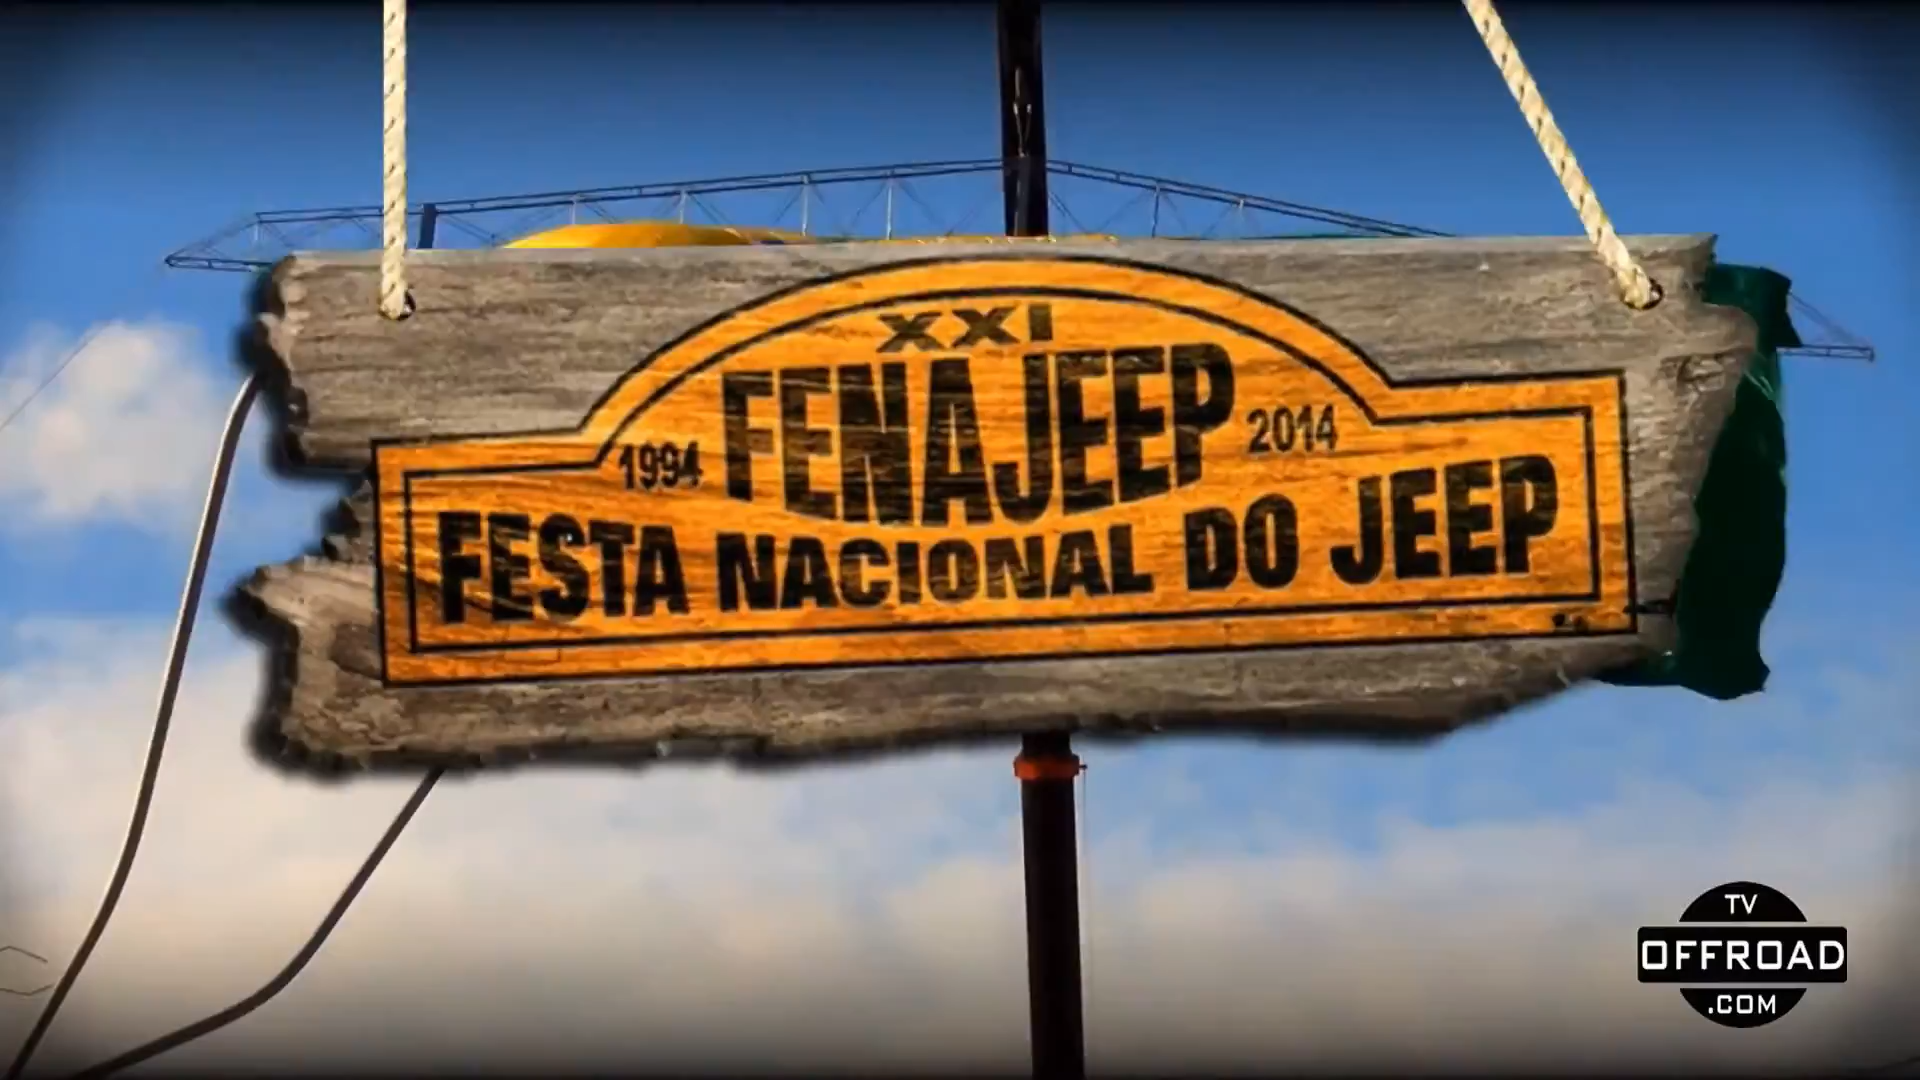 XXI
FENAJEEP
1994
2014
FESTA NACIONAL DO JEEP
TV
OFFROAD
.COM